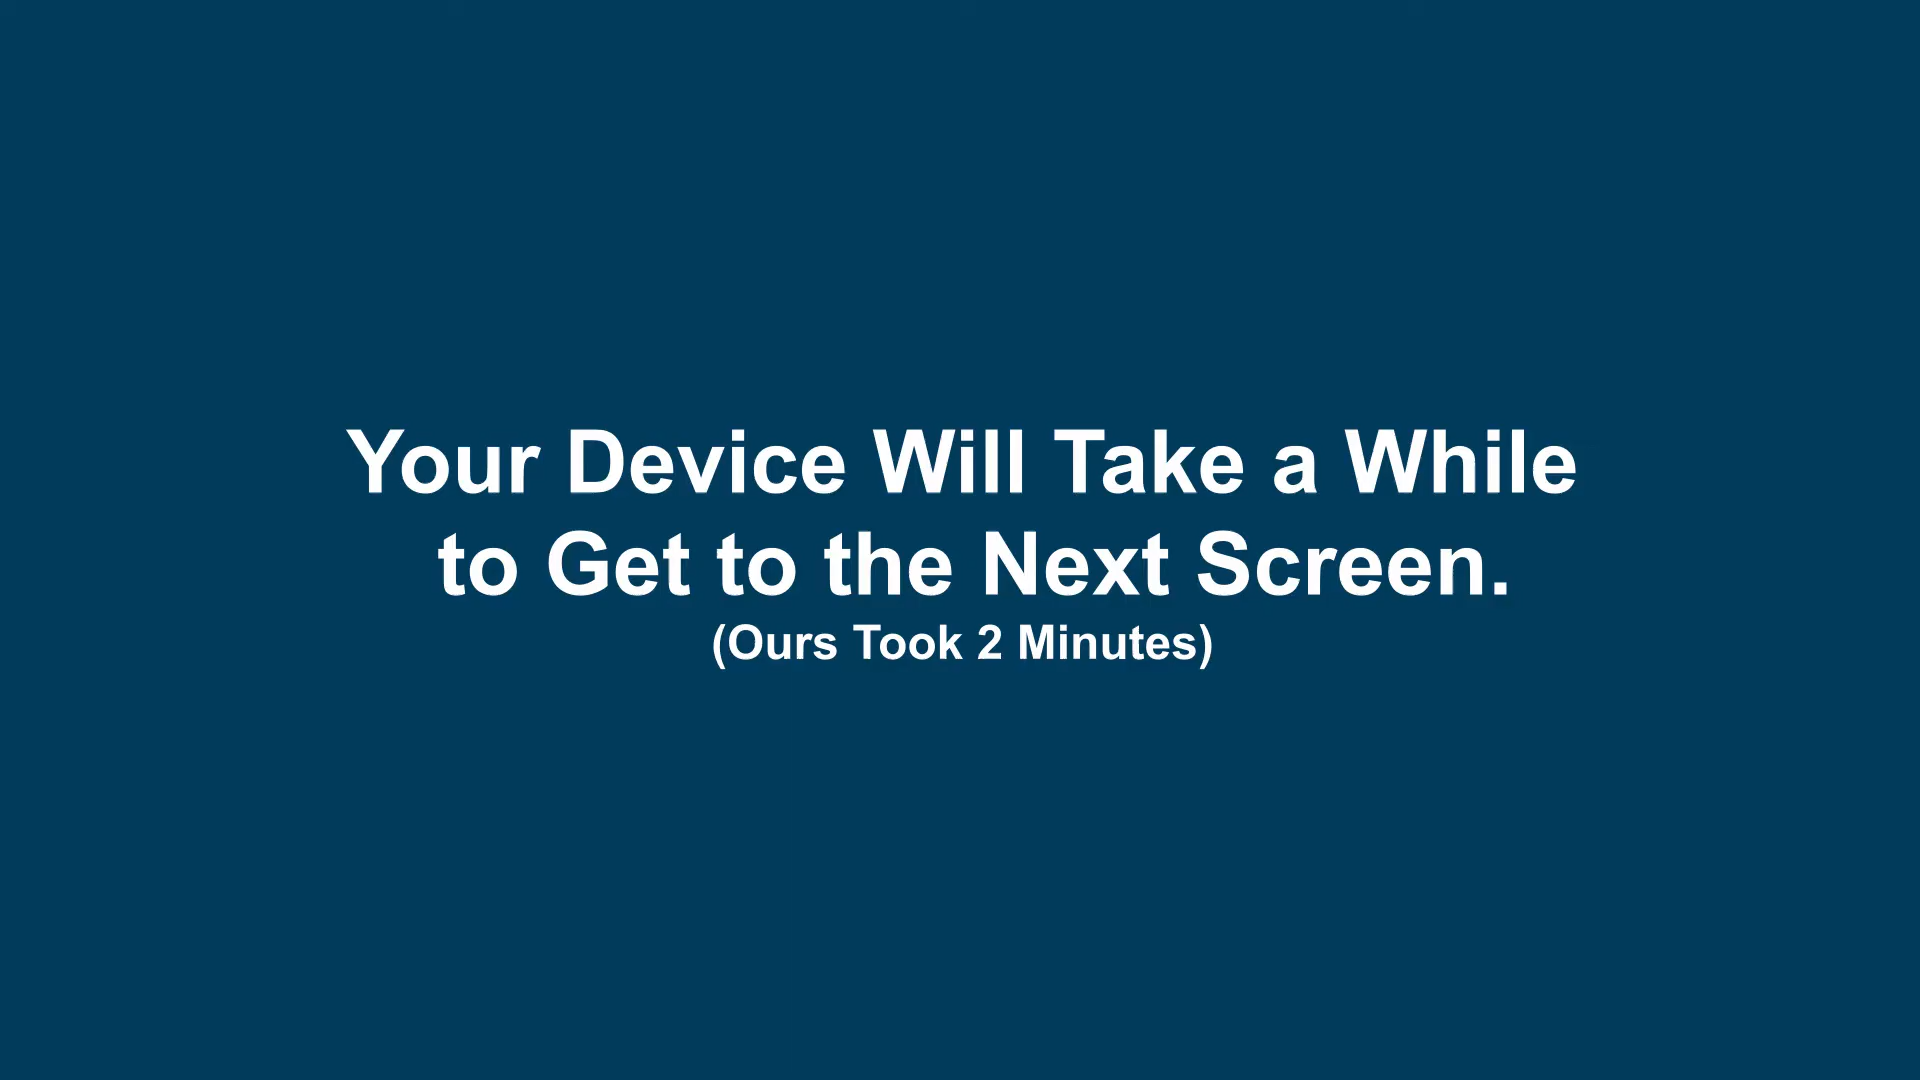 Your Device Will Take a While
to Get to the Next Screen.
(Ours Took 2 Minutes)